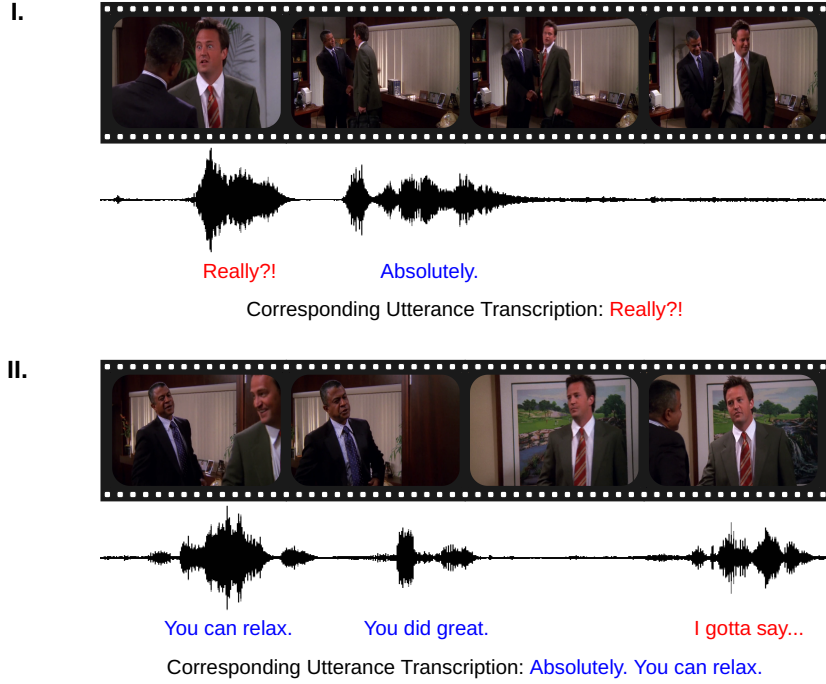 I.
Really?! Absolutely.
Corresponding Utterance Transcription: Really?!
II.
You can relax. You did great. I gotta say...
Corresponding Utterance Transcription: Absolutely. You can relax.